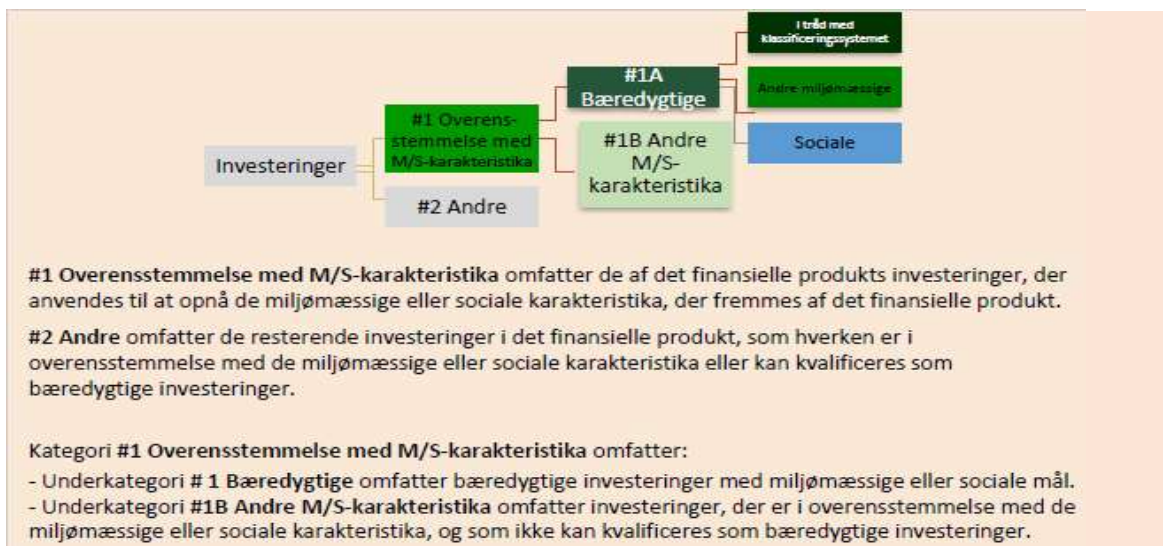 I tråd med
klassificeringssystemet
#1A
Bæredygtige
Andre miljømæssige
#1 Overens-
stemmelse med
M/S-karakteristika
#1B Andre
M/S-
karakteristika
Sociale
Investeringer
#2 Andre
#1 Overensstemmelse med M/S-karakteristika omfatter de af det finansielle produkts investeringer, der
anvendes til at opnå de miljømæssige eller sociale karakteristika, der fremmes af det finansielle produkt.
#2 Andre omfatter de resterende investeringer i det finansielle produkt, som hverken er i
overensstemmelse med de miljømæssige eller sociale karakteristika eller kan kvalificeres som
bæredygtige investeringer.
Kategori #1 Overensstemmelse med M/S-karakteristika omfatter:
- Underkategori # 1 Bæredygtige omfatter bæredygtige investeringer med miljømæssige eller sociale mål.
- Underkategori #1B Andre M/S-karakteristika omfatter investeringer, der er i overensstemmelse med de
miljømæssige eller sociale karakteristika, og som ikke kan kvalificeres som bæredygtige investeringer.